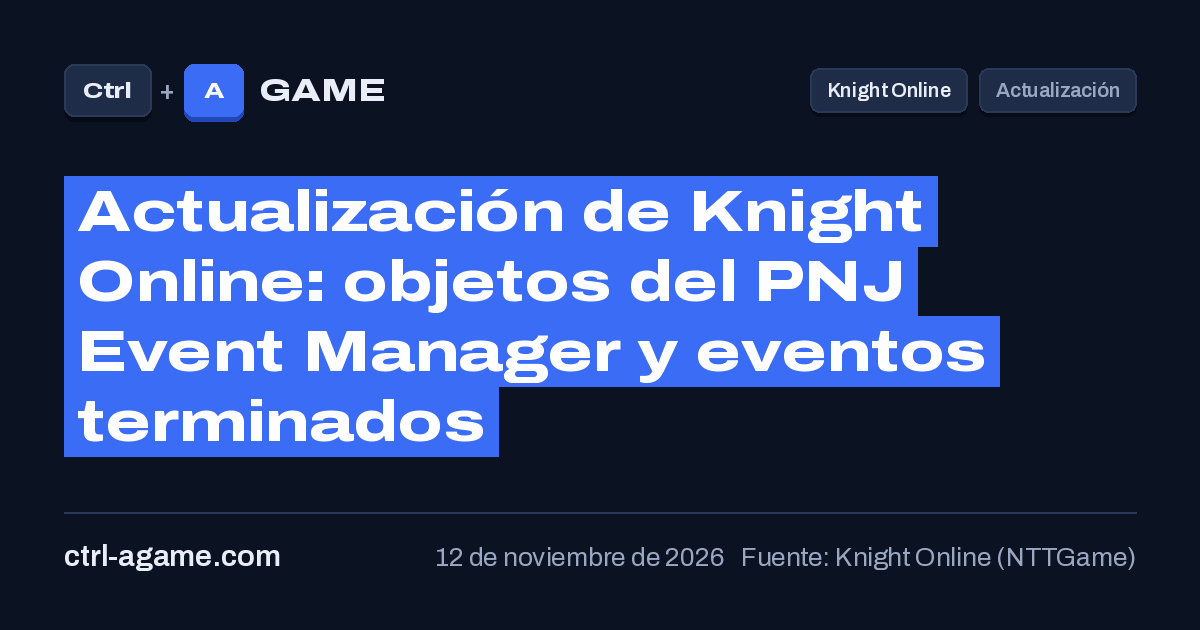 Ctrl + A GAME
Knight Online Actualización
Actualización de Knight
Online: objetos del PNJ
Event Manager y eventos
terminados
ctrl-agame.com
12 de noviembre de 2026 Fuente: Knight Online (NTTGame)